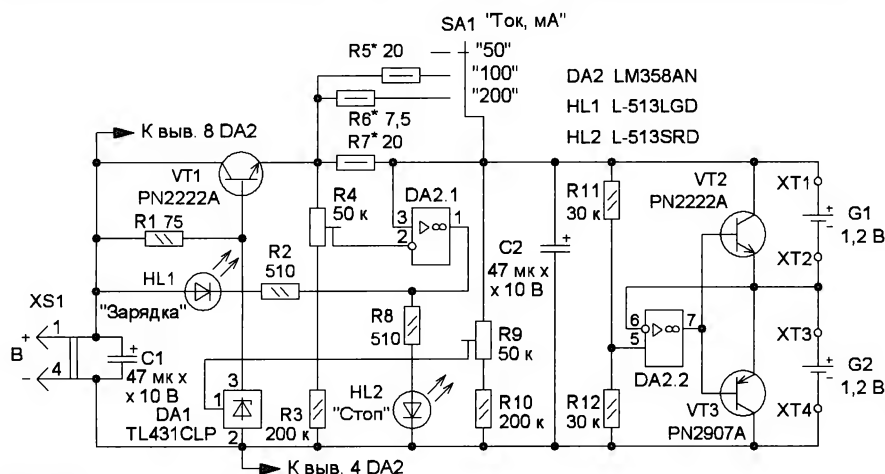 SA1 "Ток, мА"
R5* 20
"50"
"100"
"200"
DA2 LM358AN
HL1 L-513LGD
HL2 L-513SRD
R6* 7,5
R7* 20
К выв. 8 DA2
VT1
PN2222A
R1 75
R4
50 к
DA2.1
3
2
1
▷∞
R2
510
HL1
"Зарядка"
C2
47 мк х
х 10 В
R11
30 к
VT2
PN2222A
XT1
G1
1,2 В
XT2
+
−
XS1
+
1
В
4
−
C1
47 мк х
х 10 В
R8
510
R9
50 к
6
5
7
▷∞
DA2.2
XT3
G2
1,2 В
XT4
+
−
3
1
2
DA1
TL431CLP
R3
200 к
HL2
"Стоп"
R10
200 к
R12
30 к
VT3
PN2907A
К выв. 4 DA2